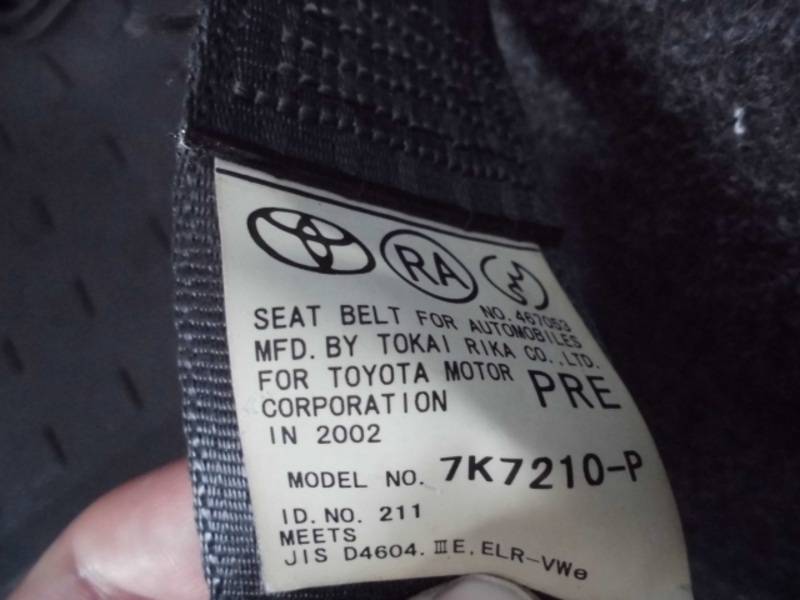 RA
NO. 467053
SEAT BELT FOR AUTOMOBILES
MFD. BY TOKAI RIKA CO., LTD.
FOR TOYOTA MOTOR
CORPORATION
PRE
IN 2002
MODEL NO. 7K7210-P
ID. NO. 211
MEETS
JIS D4604. ⅢE, ELR-VWe